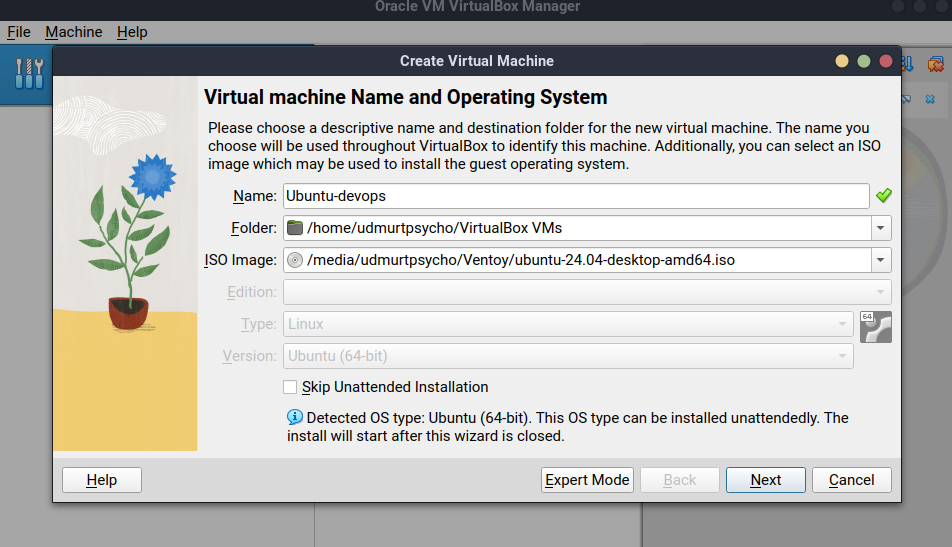 Oracle VM VirtualBox Manager
File Machine Help
Create Virtual Machine
Virtual machine Name and Operating System
Please choose a descriptive name and destination folder for the new virtual machine. The name you
choose will be used throughout VirtualBox to identify this machine. Additionally, you can select an ISO
image which may be used to install the guest operating system.
Name: Ubuntu-devops
Folder: /home/udmurtpsycho/VirtualBox VMs
ISO Image: /media/udmurtpsycho/Ventoy/ubuntu-24.04-desktop-amd64.iso
Edition:
Type: Linux 64
Version: Ubuntu (64-bit)
Skip Unattended Installation
Detected OS type: Ubuntu (64-bit). This OS type can be installed unattendedly. The
install will start after this wizard is closed.
Help Expert Mode Back Next Cancel